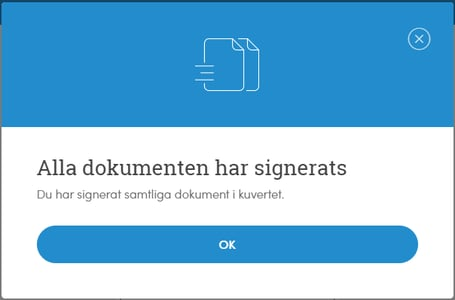 Alla dokumenten har signerats
Du har signerat samtliga dokument i kuvertet.
OK